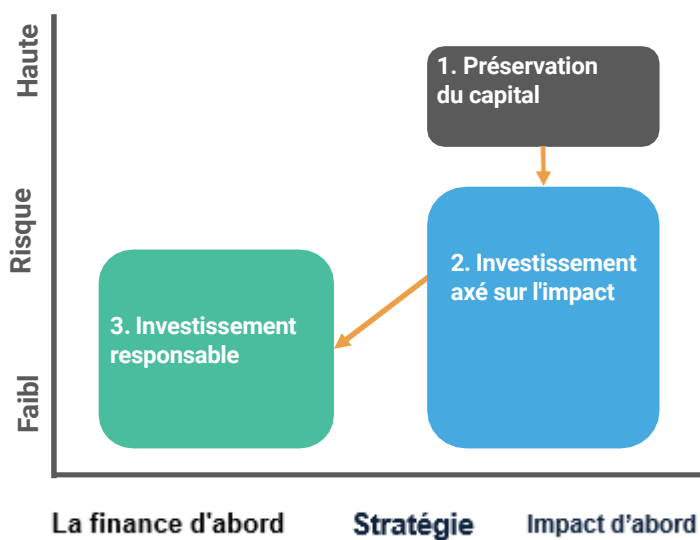 Haute
1. Préservation
du capital
Risque
2. Investissement
axé sur l'impact
3. Investissement
responsable
Faibl
La finance d'abord
Stratégie
Impact d'abord